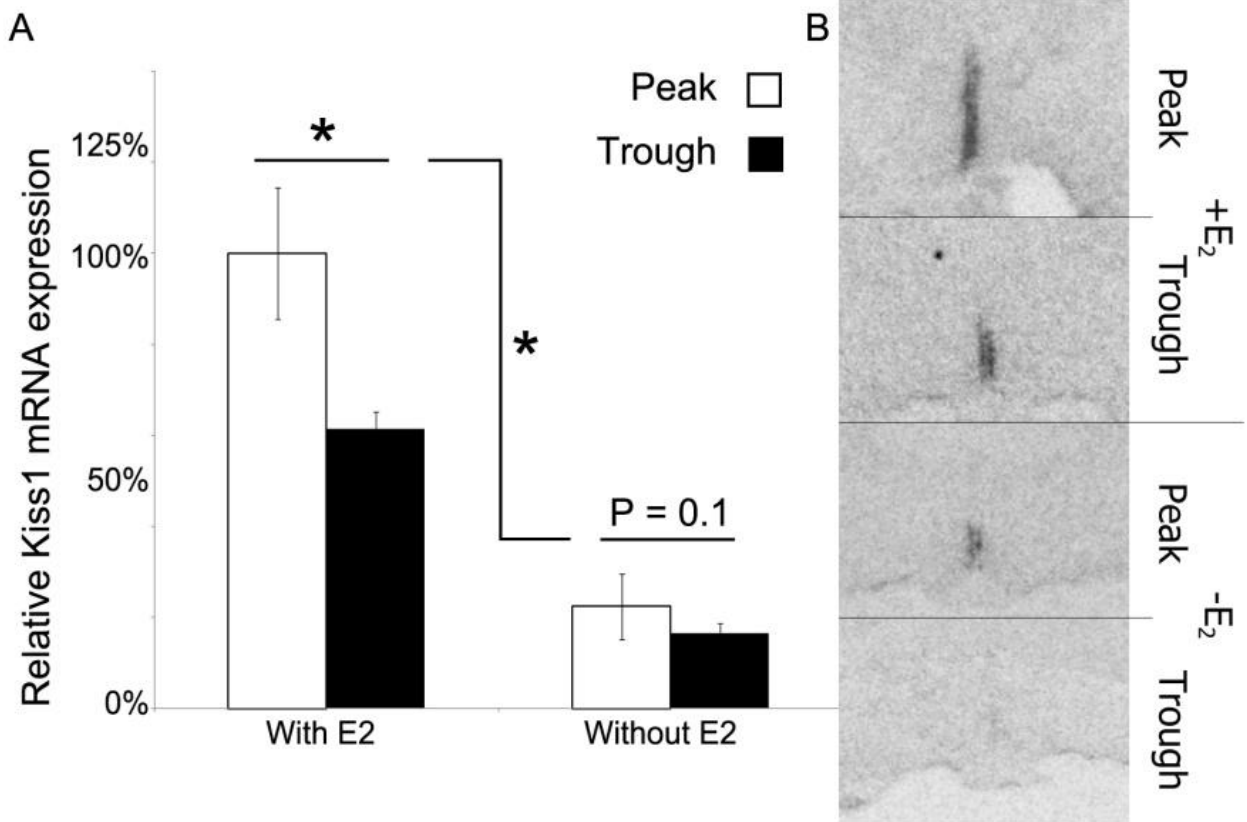 A
Relative Kiss1 mRNA expression
125%
100%
50%
0%
*
*
P = 0.1
Peak
Trough
With E2
Without E2
B
Peak
Trough
+E₂
Peak
Trough
-E₂